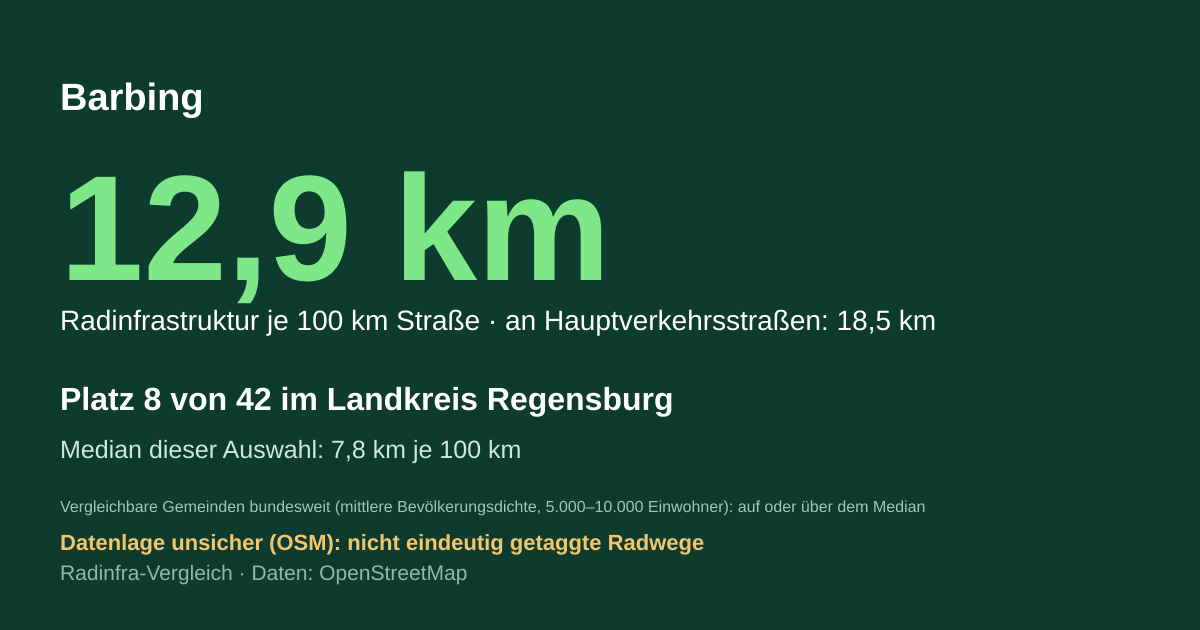 Barbing
12,9 km
Radinfrastruktur je 100 km Straße · an Hauptverkehrsstraßen: 18,5 km
Platz 8 von 42 im Landkreis Regensburg
Median dieser Auswahl: 7,8 km je 100 km
Vergleichbare Gemeinden bundesweit (mittlere Bevölkerungsdichte, 5.000–10.000 Einwohner): auf oder über dem Median
Datenlage unsicher (OSM): nicht eindeutig getaggte Radwege
Radinfra-Vergleich · Daten: OpenStreetMap